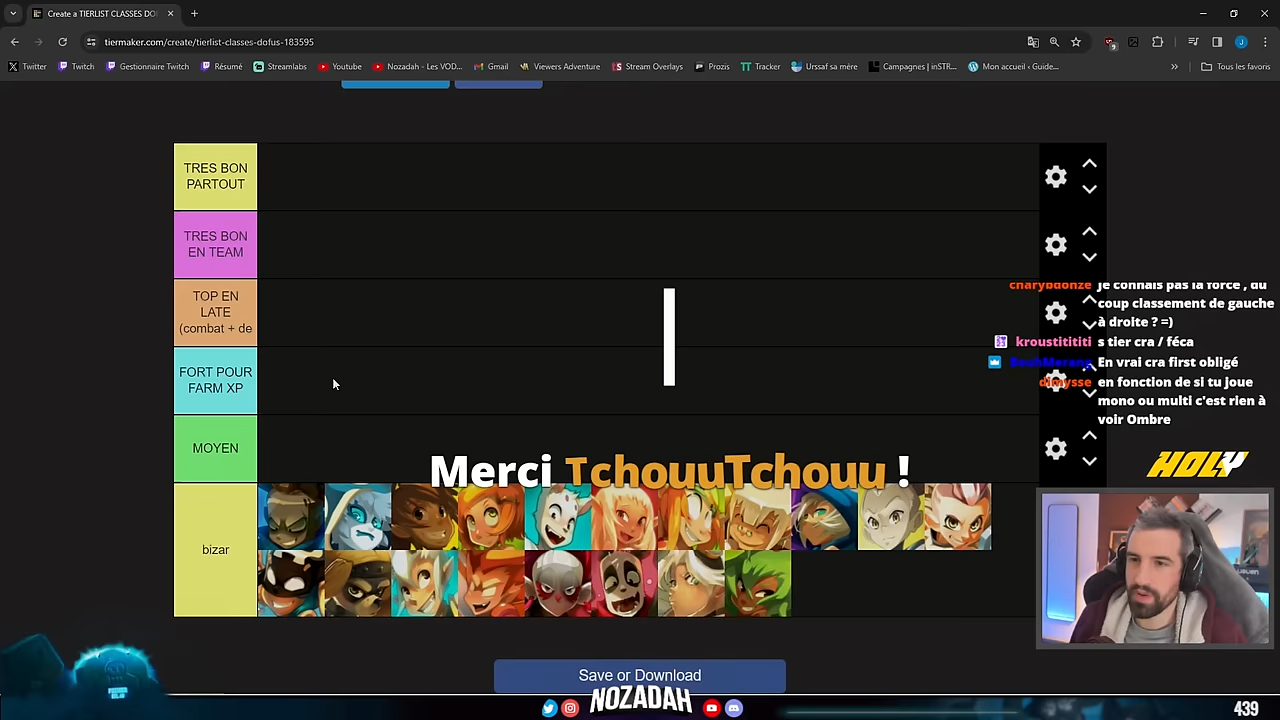 Create a TIERLIST CLASSES DO
tiermaker.com/create/tierlist-classes-dofus-183595
9
J
Twitter
Twitch
Gestionnaire Twitch
Résumé
Streamlabs
Youtube
Nozadah - Les VOD...
Gmail
Viewers Adventure
Stream Overlays
Prozis
TT Tracker
Urssaf sa mère
Campagnes | inSTR...
Mon accueil ‹ Guide...
Tous les favoris
TRES BON
PARTOUT
TRES BON
EN TEAM
TOP EN
LATE
(combat + de
FORT POUR
FARM XP
MOYEN
bizar
charybdonze je connais pas la force , du
coup classement de gauche
à droite ? =)
kroustitititi s tier cra / féca
En vrai cra first obligé
dimysse en fonction de si tu joue
mono ou multi c'est rien à
voir Ombre
Merci TchouuTchouu !
HOLY
Save or Download
NOZADAH
439